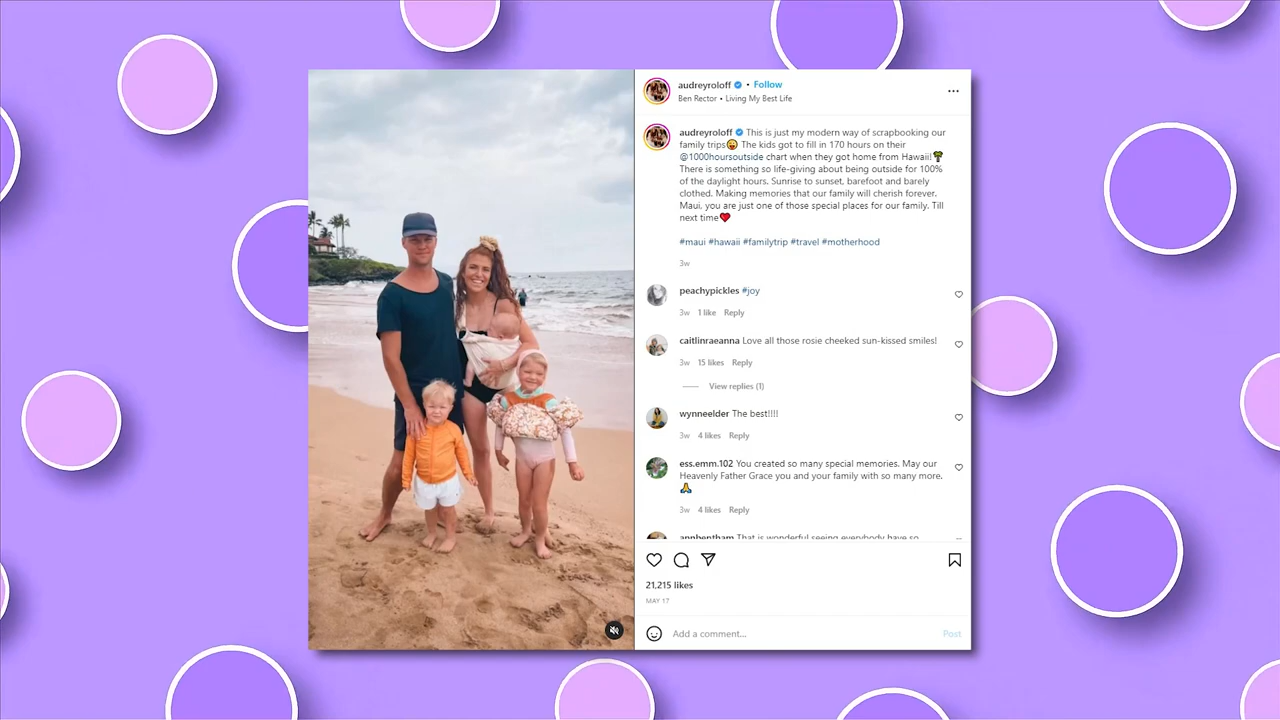 audreyroloff • Follow
Ben Rector • Living My Best Life
audreyroloff This is just my modern way of scrapbooking our
family trips😜 The kids got to fill in 170 hours on their
@1000hoursoutside chart when they got home from Hawaii!🌴
There is something so life-giving about being outside for 100%
of the daylight hours. Sunrise to sunset, barefoot and barely
clothed. Making memories that our family will cherish forever.
Maui, you are just one of those special places for our family. Till
next time❤️
#maui #hawaii #familytrip #travel #motherhood
3w
peachypickles #joy
3w 1 like Reply
caitlinraeanna Love all those rosie cheeked sun-kissed smiles!
3w 15 likes Reply
View replies (1)
wynneelder The best!!!!
3w 4 likes Reply
ess.emm.102 You created so many special memories. May our
Heavenly Father Grace you and your family with so many more.
🙏
3w 4 likes Reply
annbentham That is wonderful seeing everybody have so
21,215 likes
MAY 17
Add a comment...
Post